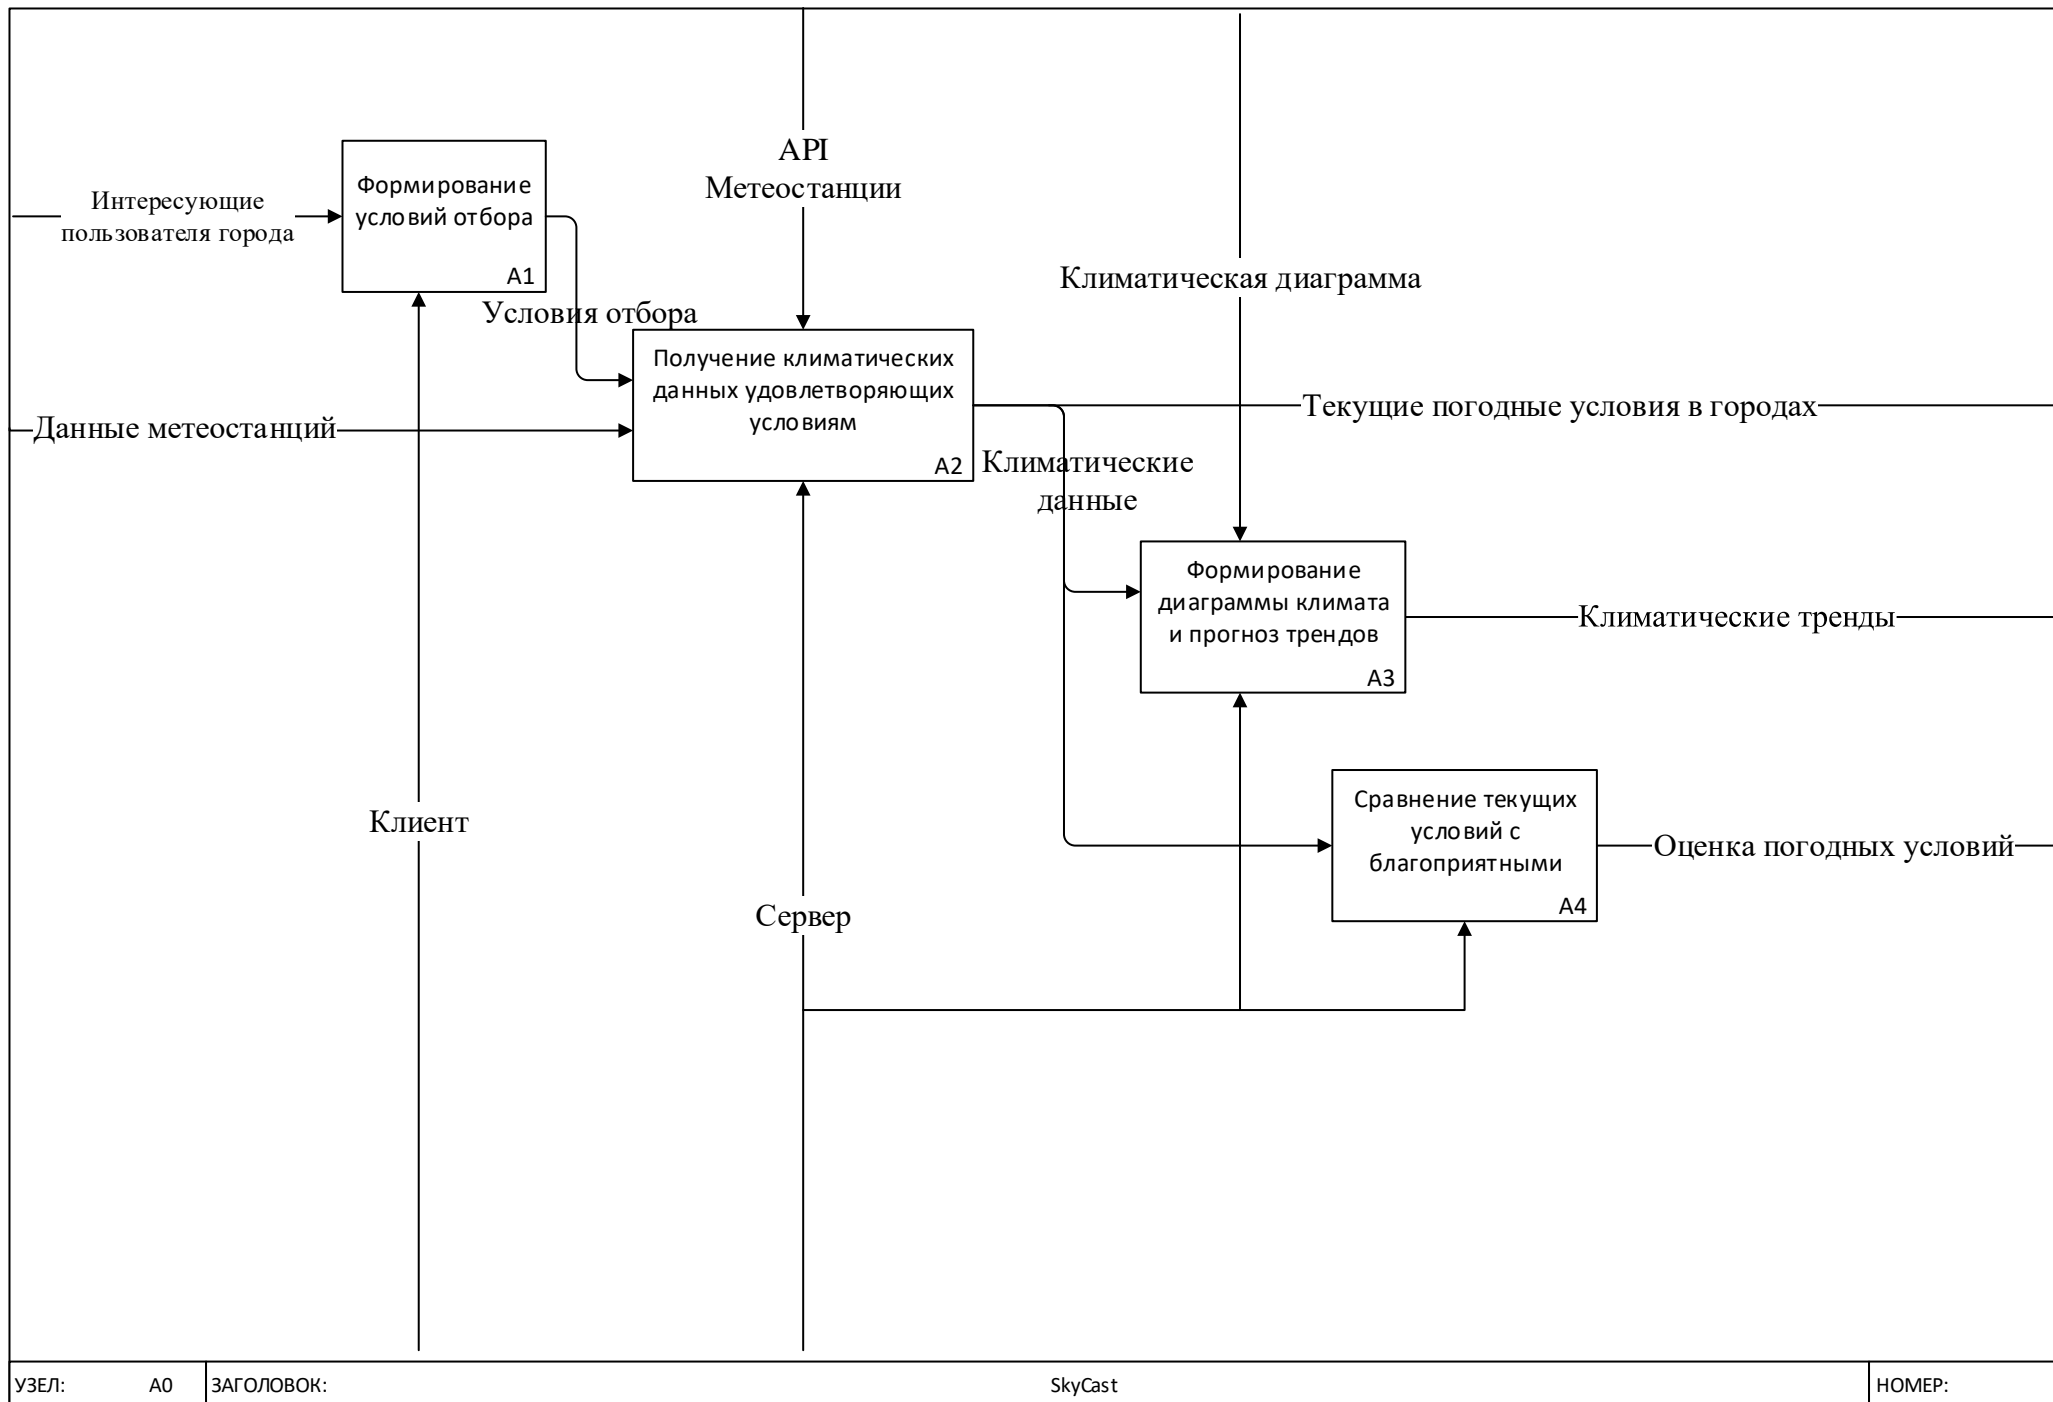 API
Метеостанции
Формирование
условий отбора
A1
Интересующие
пользователя города
Климатическая диаграмма
Условия отбора
Получение климатических
данных удовлетворяющих
условиям
A2
Текущие погодные условия в городах
Данные метеостанций
Климатические
данные
Формирование
диаграммы климата
и прогноз трендов
A3
Климатические тренды
Сравнение текущих
условий с
благоприятными
A4
Клиент
Оценка погодных условий
Сервер
УЗЕЛ: A0 ЗАГОЛОВОК: SkyCast НОМЕР: